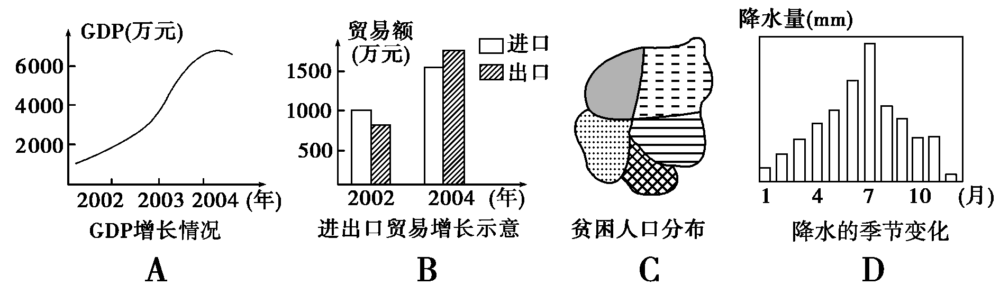 GDP(万元)
6000
4000
2000
2002 2003 2004 (年)
GDP增长情况
A
贸易额
(万元)
进口
出口
1500
1000
500
2002 2004 (年)
进出口贸易增长示意
B
贫困人口分布
C
降水量(mm)
1 4 7 10 (月)
降水的季节变化
D